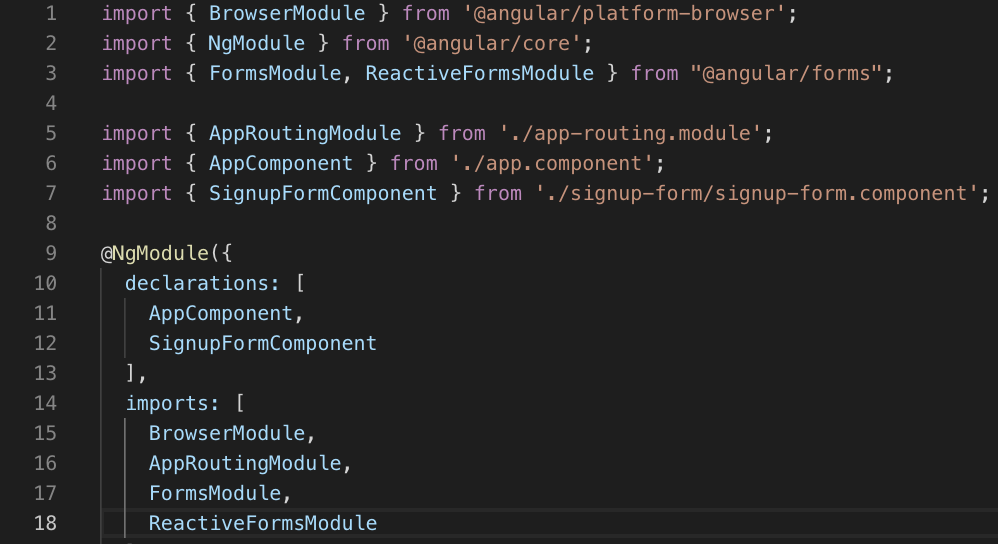 1 import { BrowserModule } from '@angular/platform-browser';
2 import { NgModule } from '@angular/core';
3 import { FormsModule, ReactiveFormsModule } from "@angular/forms";
4
5 import { AppRoutingModule } from './app-routing.module';
6 import { AppComponent } from './app.component';
7 import { SignupFormComponent } from './signup-form/signup-form.component';
8
9 @NgModule({
10 declarations: [
11 AppComponent,
12 SignupFormComponent
13 ],
14 imports: [
15 BrowserModule,
16 AppRoutingModule,
17 FormsModule,
18 ReactiveFormsModule